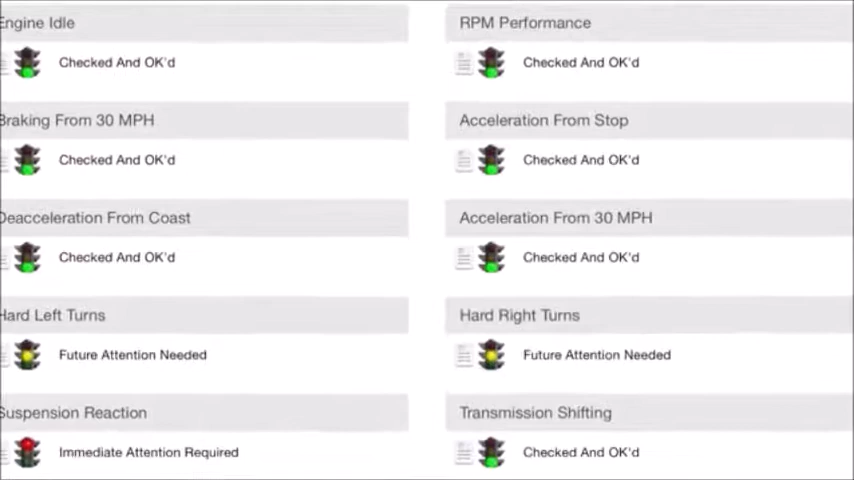 Engine Idle
RPM Performance
Checked And OK'd
Checked And OK'd
Braking From 30 MPH
Acceleration From Stop
Checked And OK'd
Checked And OK'd
Deacceleration From Coast
Acceleration From 30 MPH
Checked And OK'd
Checked And OK'd
Hard Left Turns
Hard Right Turns
Future Attention Needed
Future Attention Needed
Suspension Reaction
Transmission Shifting
Immediate Attention Required
Checked And OK'd